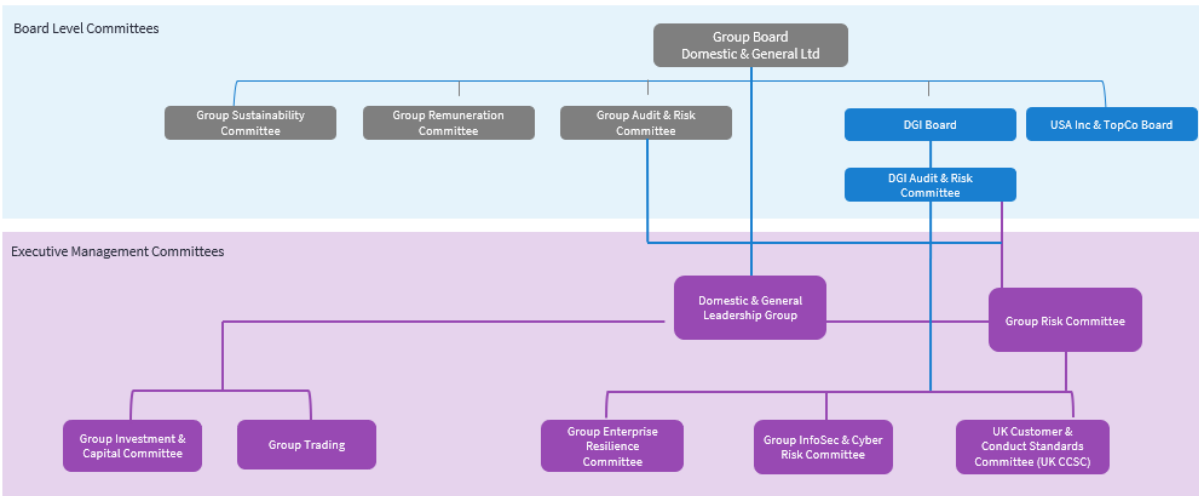 Board Level Committees
Group Board
Domestic & General Ltd
Group Sustainability
Committee
Group Remuneration
Committee
Group Audit & Risk
Committee
DGI Board
USA Inc & TopCo Board
DGI Audit & Risk
Committee
Executive Management Committees
Domestic & General
Leadership Group
Group Risk Committee
Group Investment &
Capital Committee
Group Trading
Group Enterprise
Resilience
Committee
Group InfoSec & Cyber
Risk Committee
UK Customer &
Conduct Standards
Committee (UK CCSC)